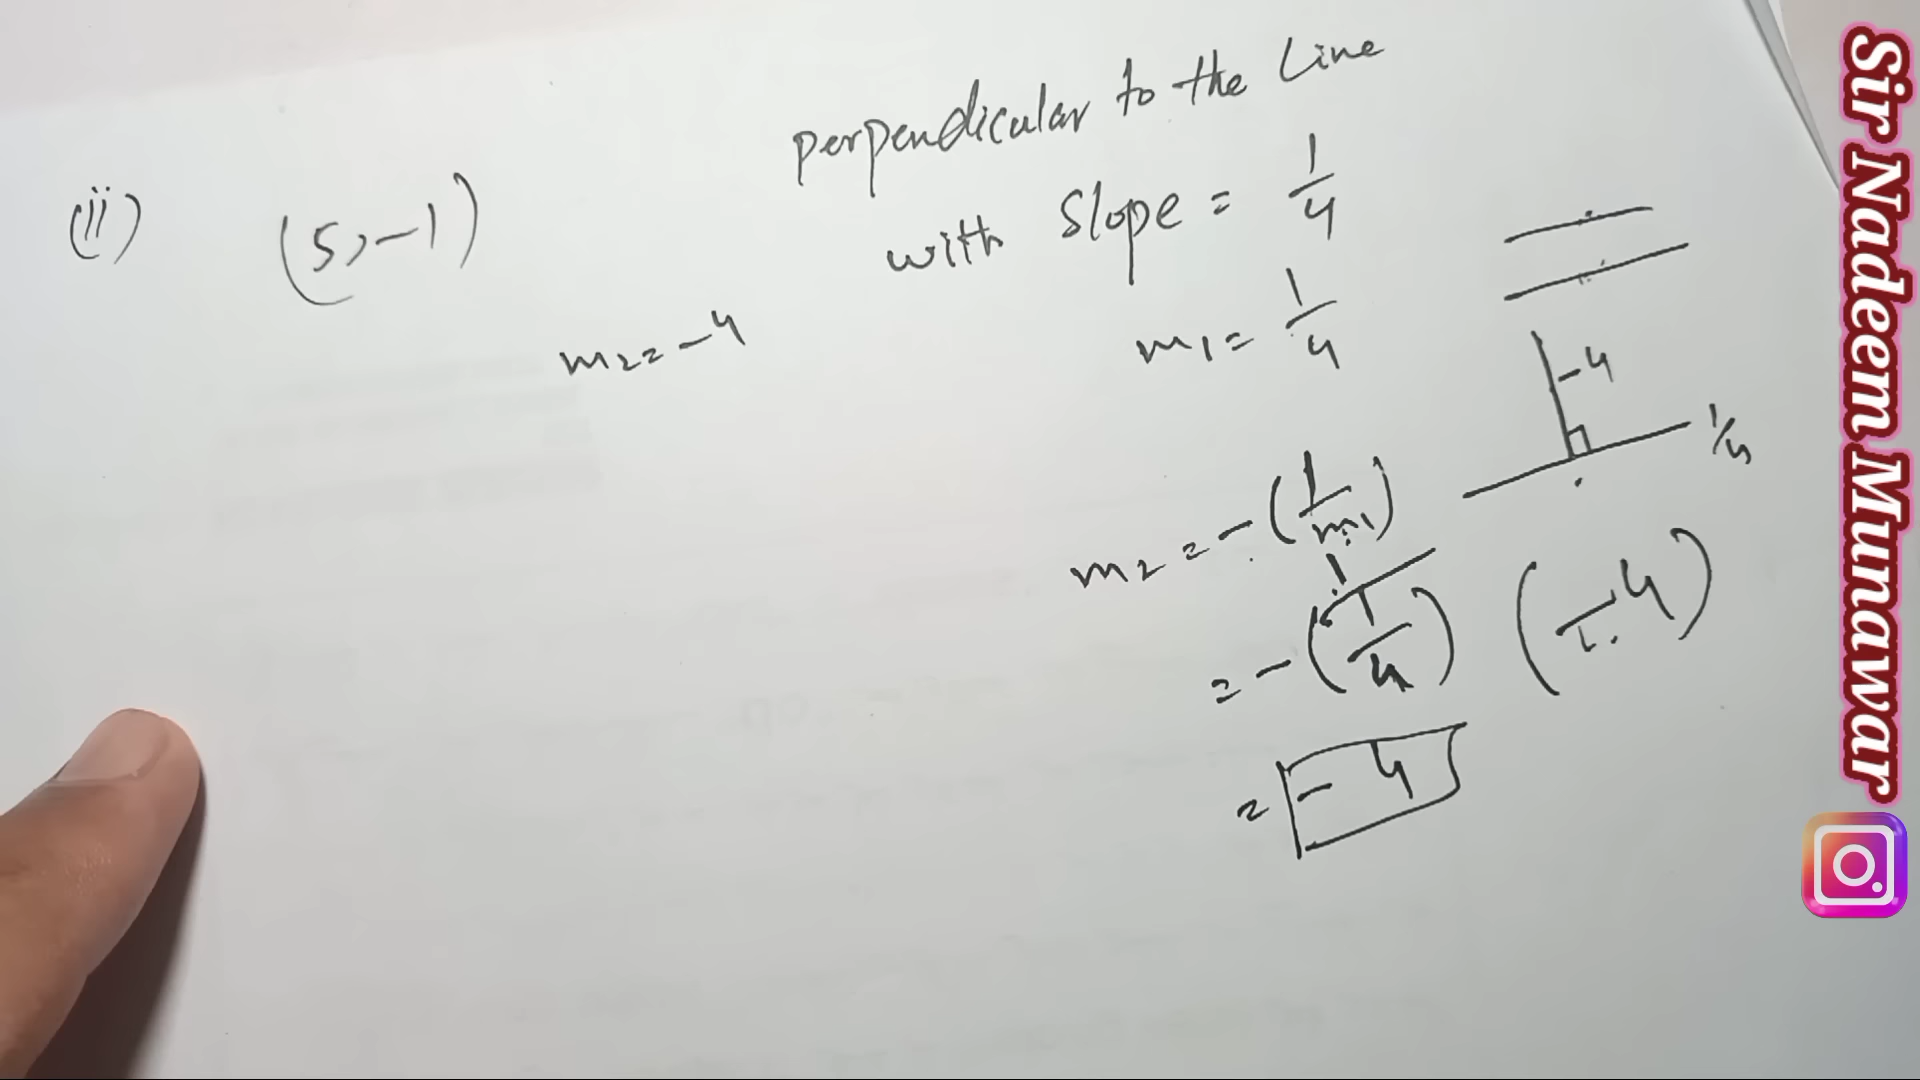 perpendicular to the Line
(ii) (5, -1) with Slope = 1/4
m2 = -4
m1 = 1/4
-4
1/4
m2 = -(1/m1)
= -(1/(1/4)) (-4/1)
= -4
Sir Nadeem Munawar